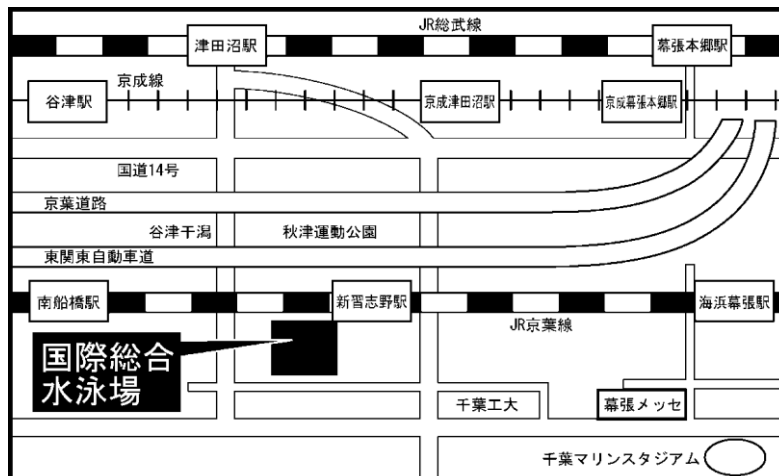 JR総武線
津田沼駅
幕張本郷駅
京成線
谷津駅
京成津田沼駅
京成幕張本郷駅
国道14号
京葉道路
谷津干潟
秋津運動公園
東関東自動車道
南船橋駅
新習志野駅
海浜幕張駅
JR京葉線
国際総合
水泳場
千葉工大
幕張メッセ
千葉マリンスタジアム